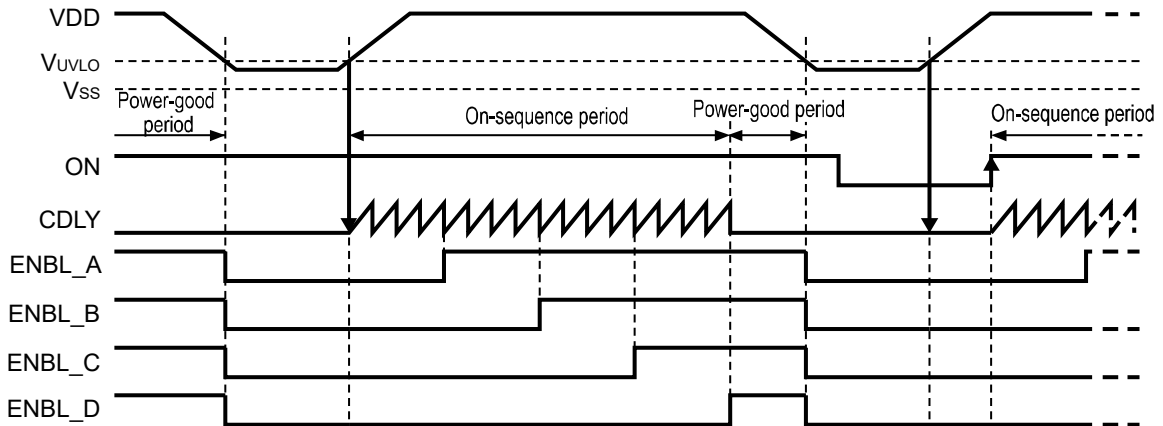 VDD
VUVLO
VSS
Power-good
period
On-sequence period
Power-good period
On-sequence period
ON
CDLY
ENBL_A
ENBL_B
ENBL_C
ENBL_D